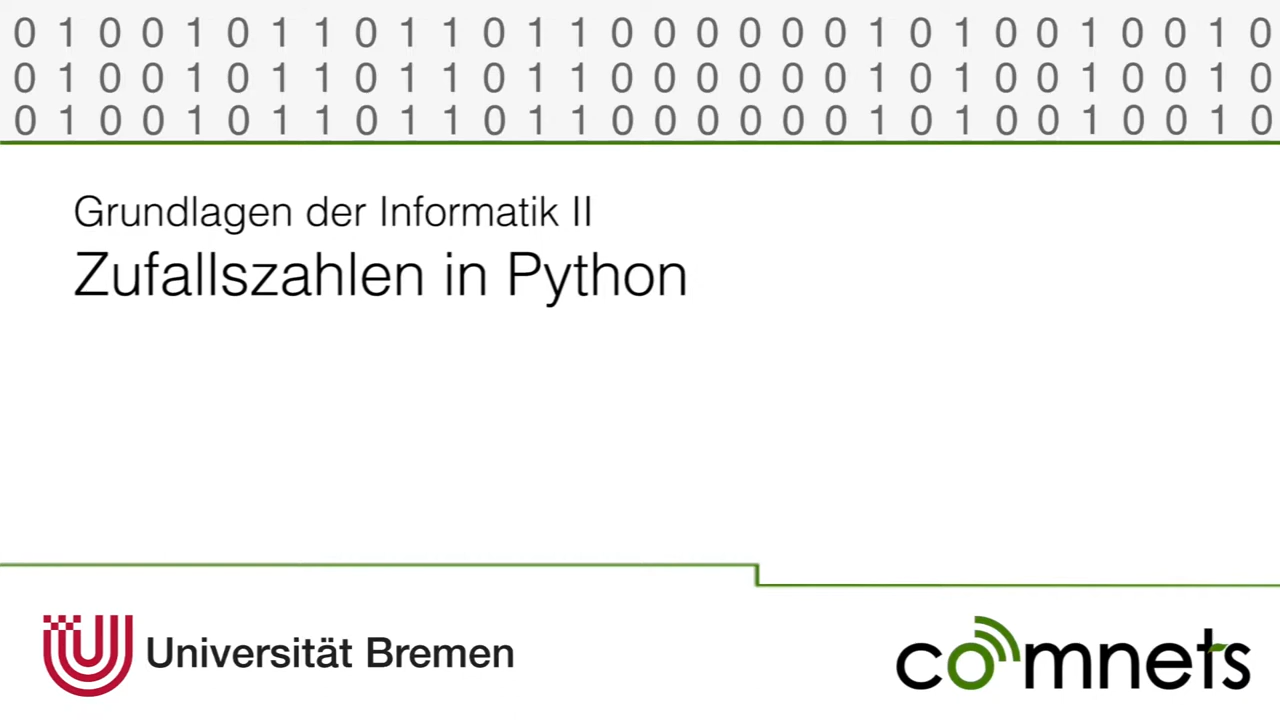 0 1 0 0 1 0 1 1 0 1 1 0 1 1 0 0 0 0 0 0 1 0 1 0 0 1 0 0 1 0
0 1 0 0 1 0 1 1 0 1 1 0 1 1 0 0 0 0 0 0 1 0 1 0 0 1 0 0 1 0
0 1 0 0 1 0 1 1 0 1 1 0 1 1 0 0 0 0 0 0 1 0 1 0 0 1 0 0 1 0
Grundlagen der Informatik II
Zufallszahlen in Python
Universität Bremen
comnets